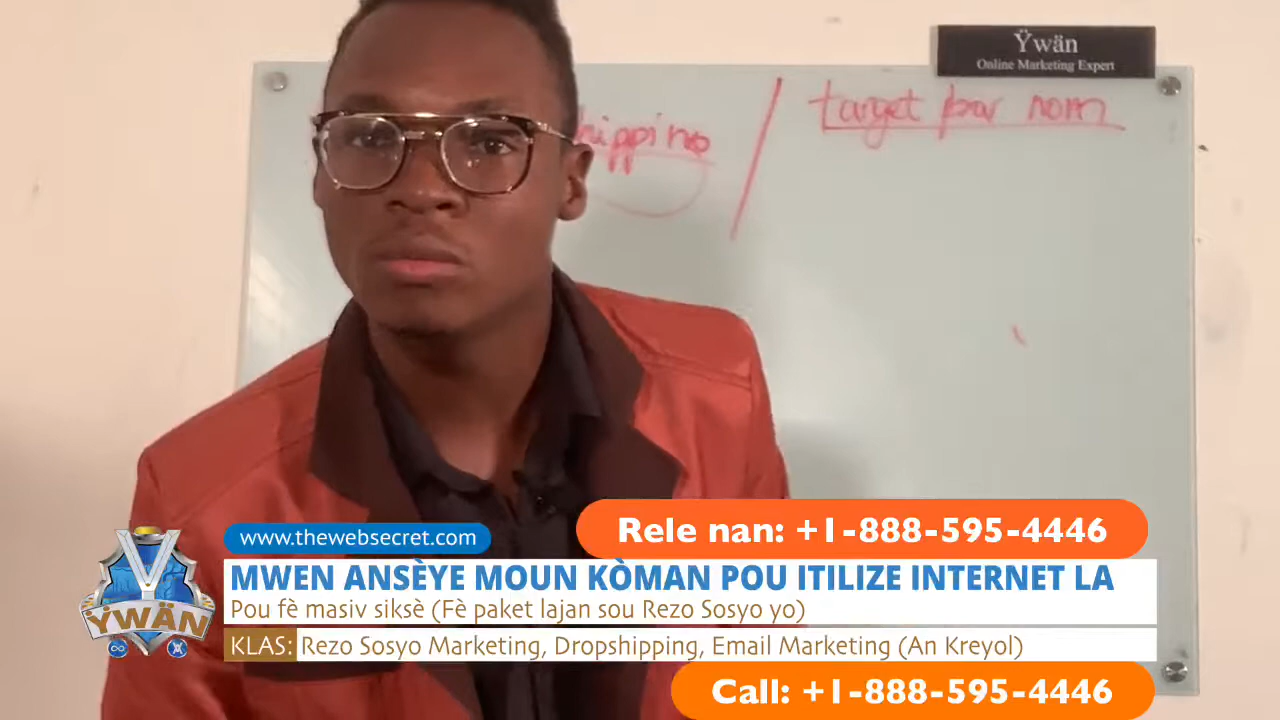 Ÿwän
Online Marketing Expert
target par nom
www.thewebsecret.com
Rele nan: +1-888-595-4446
MWEN ANSÈYE MOUN KÒMAN POU ITILIZE INTERNET LA
Pou fè masiv siksè (Fè paket lajan sou Rezo Sosyo yo)
ŸWÄN
KLAS: Rezo Sosyo Marketing, Dropshipping, Email Marketing (An Kreyol)
Call: +1-888-595-4446